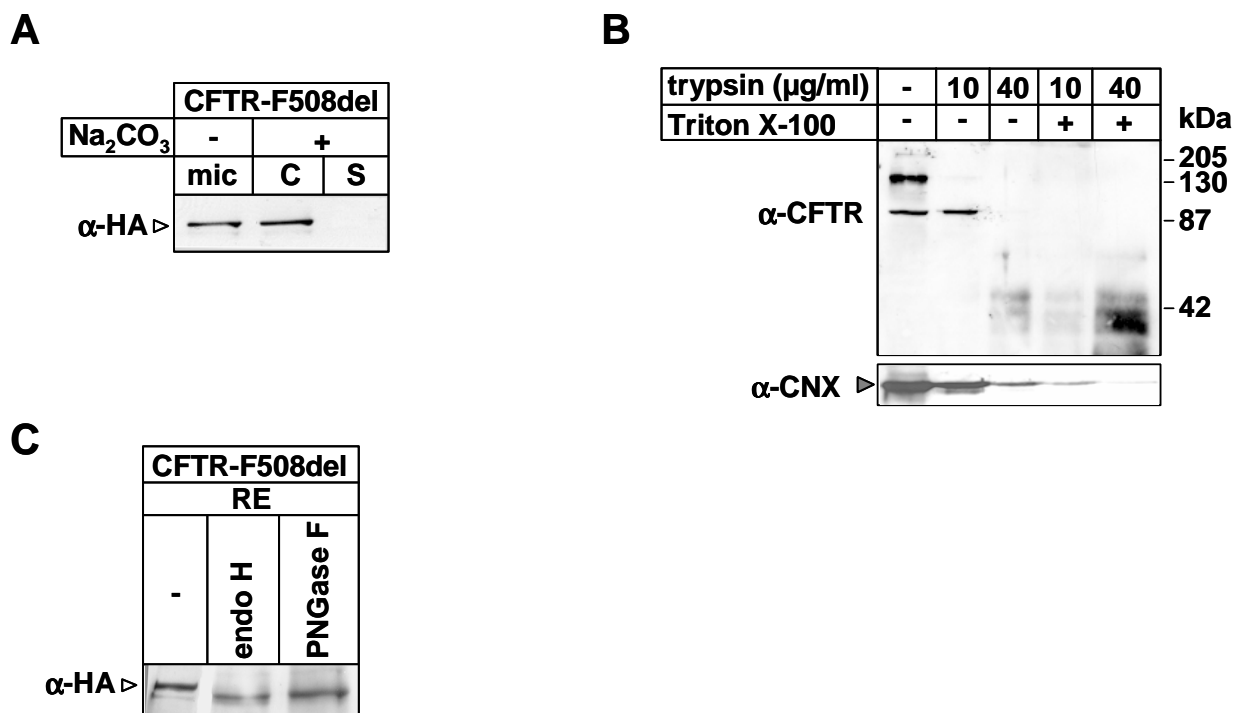 A
CFTR-F508del
Na₂CO₃ - +
mic C S
α-HA
B
trypsin (µg/ml) - 10 40 10 40
Triton X-100 - - - + +
kDa
205
130
α-CFTR
87
42
α-CNX
C
CFTR-F508del
RE
- endo H PNGase F
α-HA